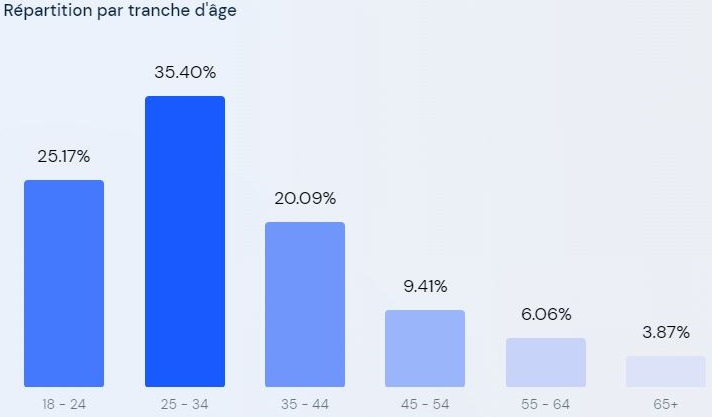 Répartition par tranche d'âge
35.40%
25.17%
20.09%
9.41%
6.06%
3.87%
18 - 24
25 - 34
35 - 44
45 - 54
55 - 64
65+